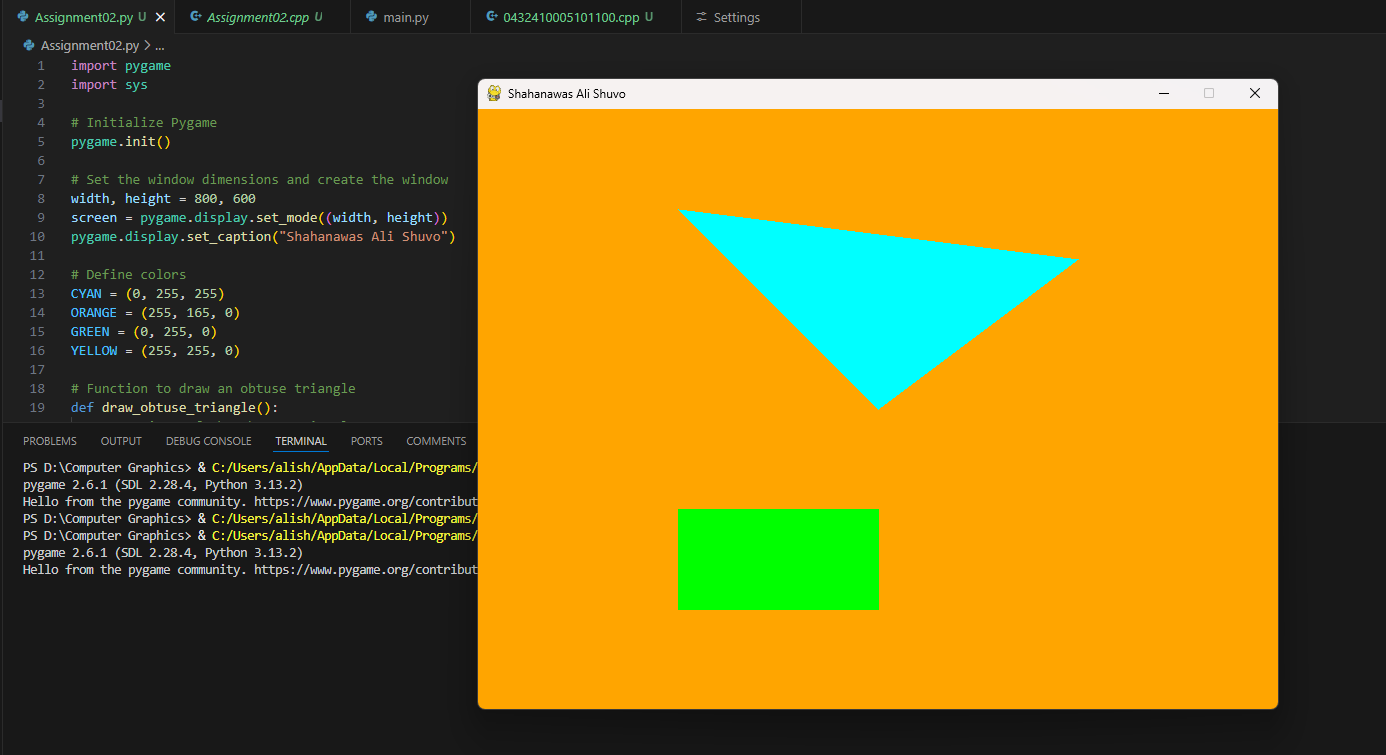 Assignment02.py U
Assignment02.cpp U
main.py
0432410005101100.cpp U
Settings
Assignment02.py > ...
1 import pygame
2 import sys
3
4 # Initialize Pygame
5 pygame.init()
6
7 # Set the window dimensions and create the window
8 width, height = 800, 600
9 screen = pygame.display.set_mode((width, height))
10 pygame.display.set_caption("Shahanawas Ali Shuvo")
11
12 # Define colors
13 CYAN = (0, 255, 255)
14 ORANGE = (255, 165, 0)
15 GREEN = (0, 255, 0)
16 YELLOW = (255, 255, 0)
17
18 # Function to draw an obtuse triangle
19 def draw_obtuse_triangle():
Shahanawas Ali Shuvo
PROBLEMS OUTPUT DEBUG CONSOLE TERMINAL PORTS COMMENTS
PS D:\Computer Graphics> & C:/Users/alish/AppData/Local/Programs/
pygame 2.6.1 (SDL 2.28.4, Python 3.13.2)
Hello from the pygame community. https://www.pygame.org/contribut
PS D:\Computer Graphics> & C:/Users/alish/AppData/Local/Programs/
PS D:\Computer Graphics> & C:/Users/alish/AppData/Local/Programs/
pygame 2.6.1 (SDL 2.28.4, Python 3.13.2)
Hello from the pygame community. https://www.pygame.org/contribut